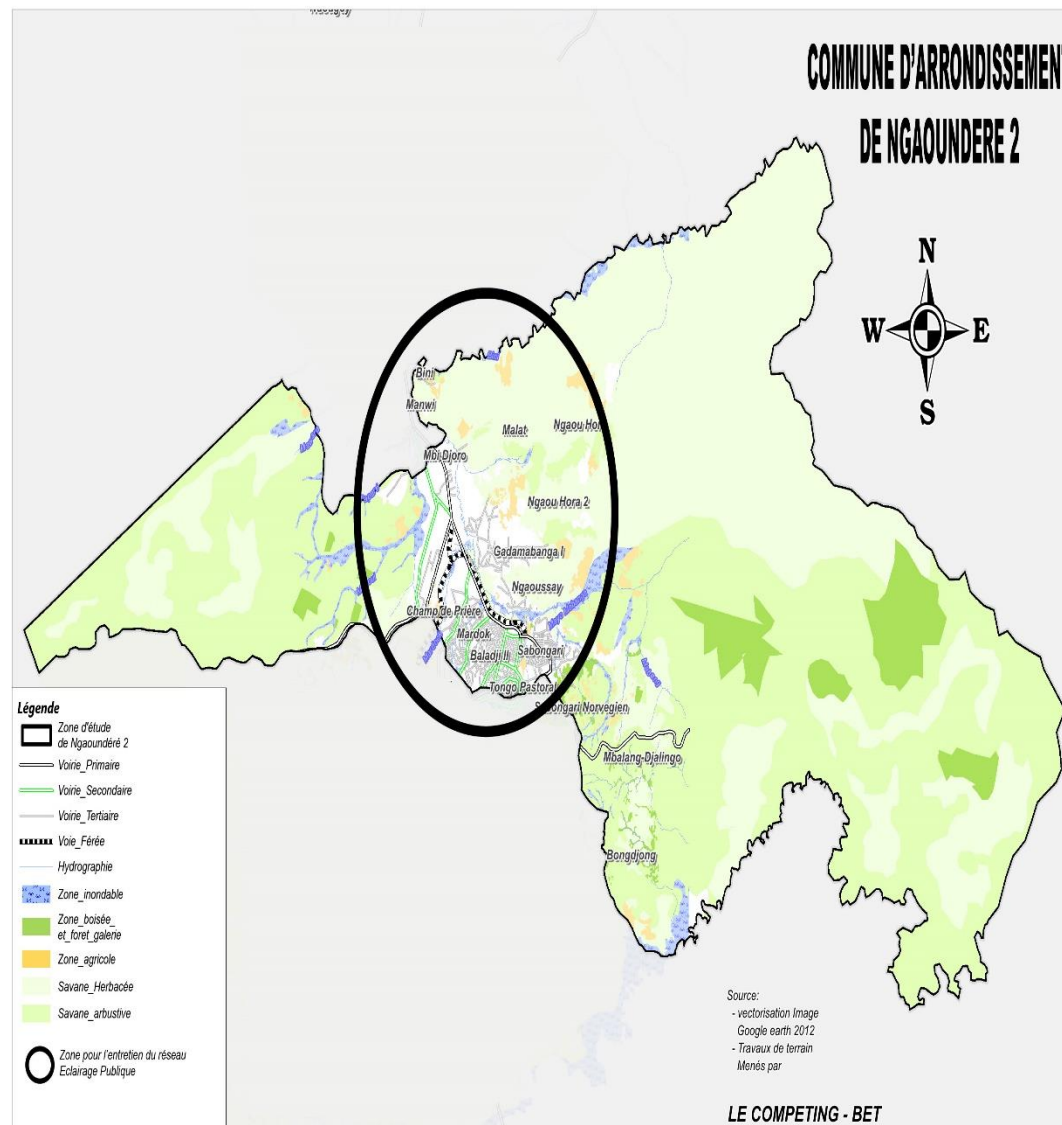 COMMUNE D'ARRONDISSEMENT
DE NGAOUNDERE 2
N
W
E
S
Bini
Manwi
Malat
Ngaou Hor
Mbi Djoro
Ngaou Hora 2
Gadamabanga I
Ngaoussay
Champ de Prière
Mardok
Baladji II
Sabongari
Tongo Pastoral
Sabongari Norvegien
Mbalang-Djalingo
Bongdjong
Légende
Zone d'étude
de Ngaoundéré 2
Voirie_Primaire
Voirie_Secondaire
Voirie_Tertiaire
Voie_Férée
Hydrographie
Zone_inondable
Zone_boisée_
et_foret_galerie
Zone_agricole
Savane_Herbacée
Savane_arbustive
Zone pour l'entretien du réseau
Eclairage Publique
Source:
- vectorisation Image
Google earth 2012
- Travaux de terrain
Menés par
LE COMPETING - BET